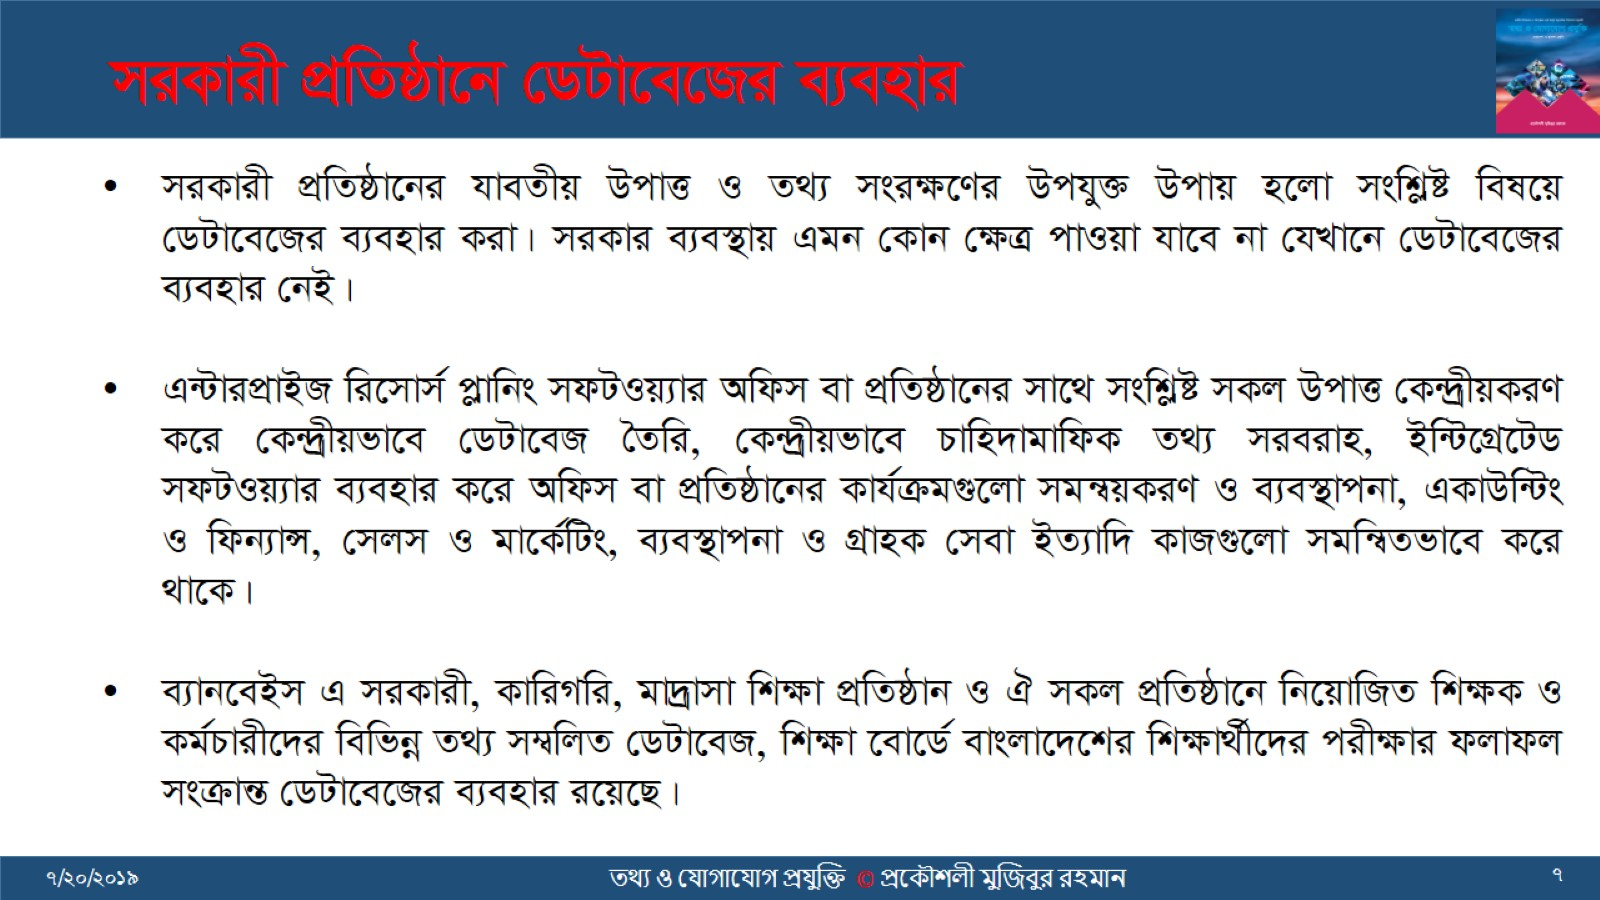 সরকারী প্রতিষ্ঠানে ডেটাবেজের ব্যবহার
তথ্য ও যোগাযোগ প্রযুক্তি
• সরকারী প্রতিষ্ঠানের যাবতীয় উপাত্ত ও তথ্য সংরক্ষণের উপযুক্ত উপায় হলো সংশ্লিষ্ট বিষয়ে
ডেটাবেজের ব্যবহার করা। সরকার ব্যবস্থায় এমন কোন ক্ষেত্র পাওয়া যাবে না যেখানে ডেটাবেজের
ব্যবহার নেই।
• এন্টারপ্রাইজ রিসোর্স প্লানিং সফটওয়্যার অফিস বা প্রতিষ্ঠানের সাথে সংশ্লিষ্ট সকল উপাত্ত কেন্দ্রীয়করণ
করে কেন্দ্রীয়ভাবে ডেটাবেজ তৈরি, কেন্দ্রীয়ভাবে চাহিদামাফিক তথ্য সরবরাহ, ইন্টিগ্রেটেড
সফটওয়্যার ব্যবহার করে অফিস বা প্রতিষ্ঠানের কার্যক্রমগুলো সমন্বয়করণ ও ব্যবস্থাপনা, একাউন্টিং
ও ফিন্যান্স, সেলস ও মার্কেটিং, ব্যবস্থাপনা ও গ্রাহক সেবা ইত্যাদি কাজগুলো সমন্বিতভাবে করে
থাকে।
• ব্যানবেইস এ সরকারী, কারিগরি, মাদ্রাসা শিক্ষা প্রতিষ্ঠান ও ঐ সকল প্রতিষ্ঠানে নিয়োজিত শিক্ষক ও
কর্মচারীদের বিভিন্ন তথ্য সম্বলিত ডেটাবেজ, শিক্ষা বোর্ডে বাংলাদেশের শিক্ষার্থীদের পরীক্ষার ফলাফল
সংক্রান্ত ডেটাবেজের ব্যবহার রয়েছে।
৭/২০/২০১৯
তথ্য ও যোগাযোগ প্রযুক্তি © প্রকৌশলী মুজিবুর রহমান
৭